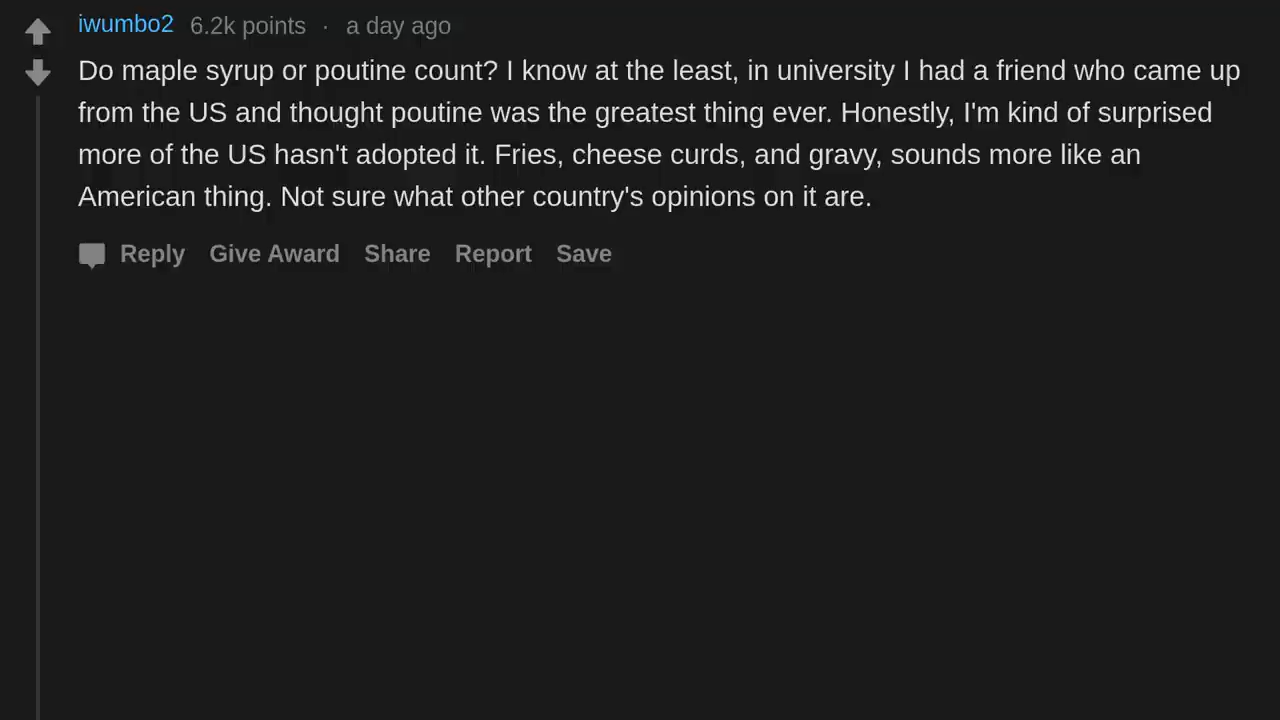 iwumbo2 6.2k points · a day ago
Do maple syrup or poutine count? I know at the least, in university I had a friend who came up
from the US and thought poutine was the greatest thing ever. Honestly, I'm kind of surprised
more of the US hasn't adopted it. Fries, cheese curds, and gravy, sounds more like an
American thing. Not sure what other country's opinions on it are.
Reply Give Award Share Report Save